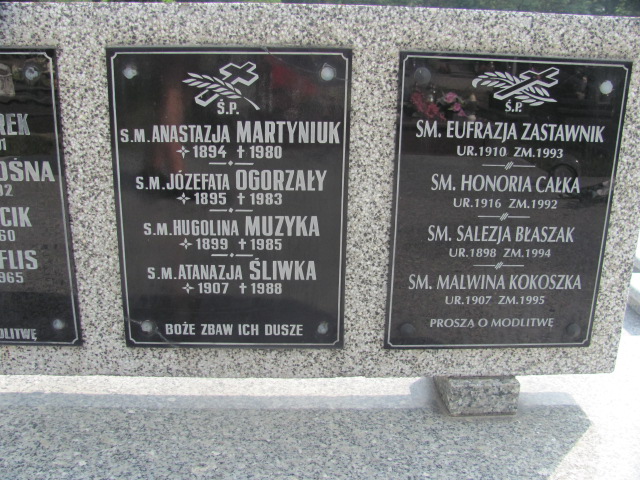 REK
OŚNA
CIK
FLIS
965
MODLITWĘ
Ś.P.
S.M. ANASTAZJA MARTYNIUK
1894 ✝ 1980
S.M. JÓZEFATA OGORZAŁY
1895 ✝ 1983
S.M. HUGOLINA MUZYKA
1899 ✝ 1985
S.M. ATANAZJA ŚLIWKA
1907 ✝ 1988
BOŻE ZBAW ICH DUSZE
Ś.P.
SM. EUFRAZJA ZASTAWNIK
UR.1910 ZM.1993
SM. HONORIA CAŁKA
UR.1916 ZM.1992
SM. SALEZJA BŁASZAK
UR.1898 ZM.1994
SM. MALWINA KOKOSZKA
UR.1907 ZM.1995
PROSZĄ O MODLITWĘ